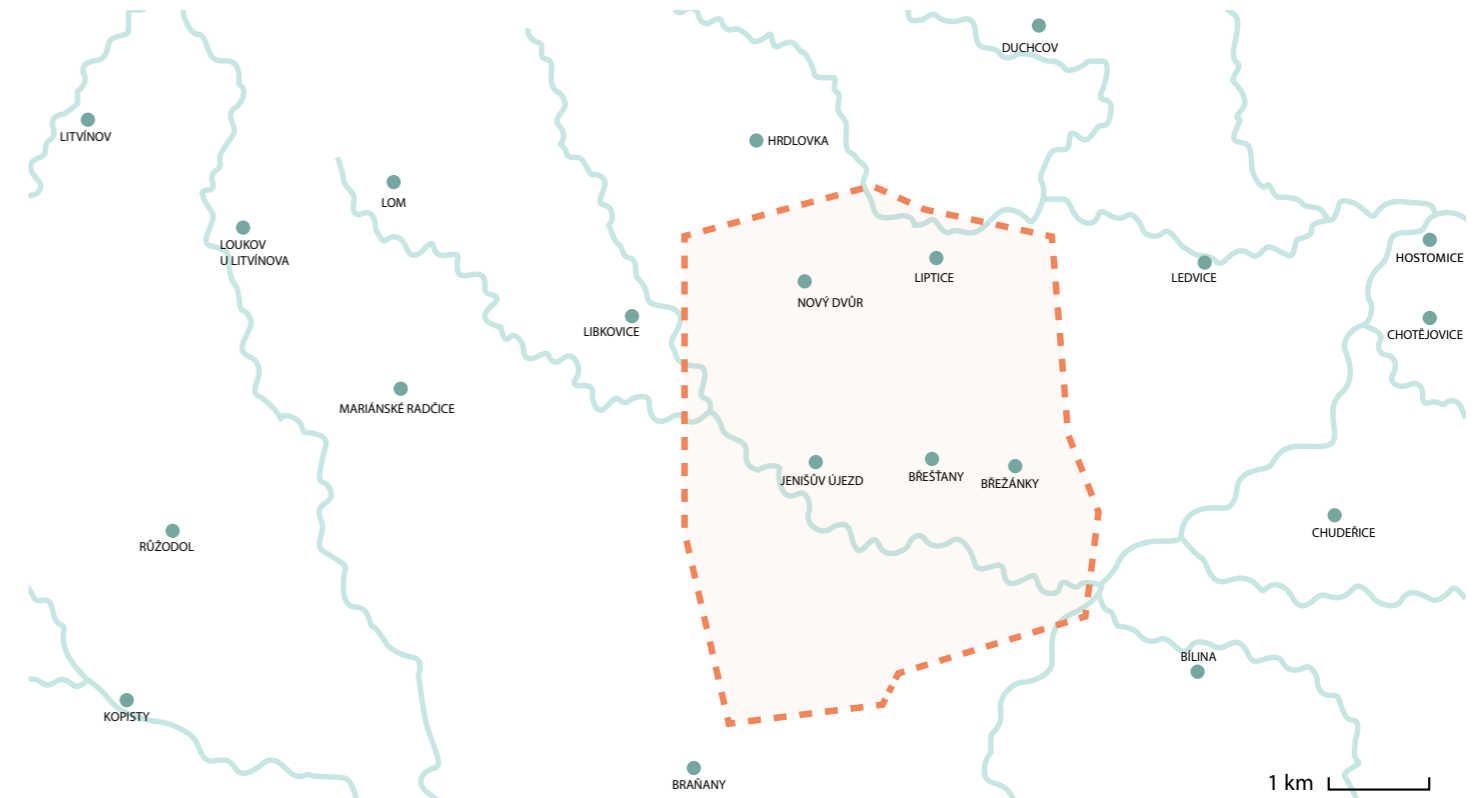 DUCHCOV
LITVÍNOV
HRDLOVKA
LOM
LOUKOV
U LITVÍNOVA
HOSTOMICE
LIPTICE
LEDVICE
NOVÝ DVŮR
LIBKOVICE
CHOTĚJOVICE
MARIÁNSKÉ RADČICE
JENIŠŮV ÚJEZD
BŘEŠŤANY
BŘEŽÁNKY
CHUDEŘICE
RŮŽODOL
BÍLINA
KOPISTY
BRAŇANY
1 km